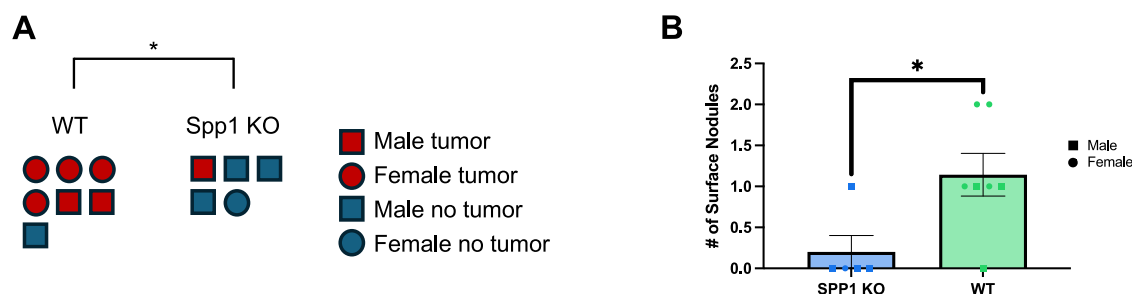 A
*
WT
Spp1 KO
Male tumor
Female tumor
Male no tumor
Female no tumor
B
# of Surface Nodules
2.5
2.0
1.5
1.0
0.5
0.0
*
SPP1 KO
WT
Male
Female